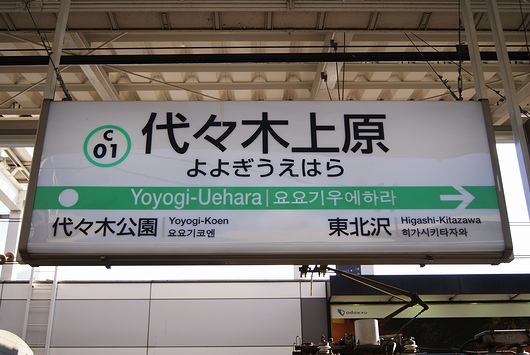 C
01
代々木上原
よよぎうえはら
Yoyogi-Uehara|요요기우에하라
代々木公園 Yoyogi-Koen 東北沢 Higashi-Kitazawa
요요기코엔 히가시키타자와
odakyu